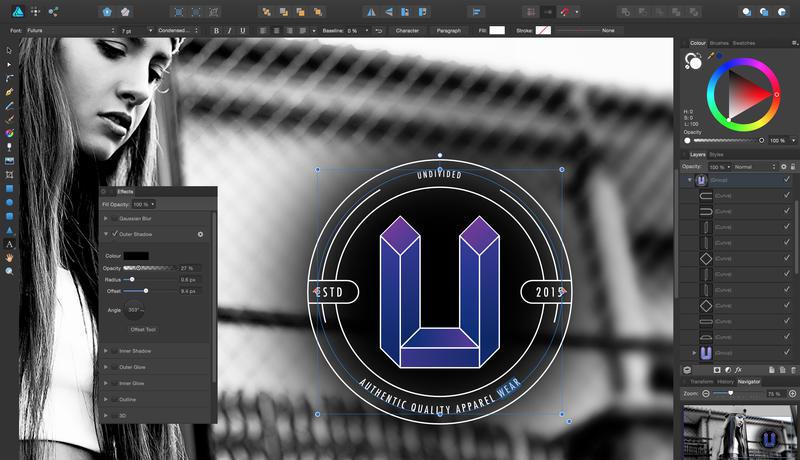 Font: Futura 7 pt Condensed... B I U Baseline: 0 % Character Paragraph Fill: Stroke: None
Colour Brushes Swatches
H: 0
S: 0
L: 100
Opacity
100 %
Layers Styles
Opacity: 100 % Normal
(Group)
(Curve)
(Curve)
(Curve)
(Curve)
(Curve)
(Curve)
(Curve)
(Curve)
(Curve)
(Group)
Transform History Navigator
Zoom: 75 %
Effects
Fill Opacity: 100 %
Gaussian Blur
Outer Shadow
Colour
Opacity 27 %
Radius 0.6 px
Offset 9.4 px
Angle 303°
Offset Tool
Inner Shadow
Outer Glow
Inner Glow
Outline
3D
UNDIVIDED
ESTD 2015
AUTHENTIC QUALITY APPAREL WEAR